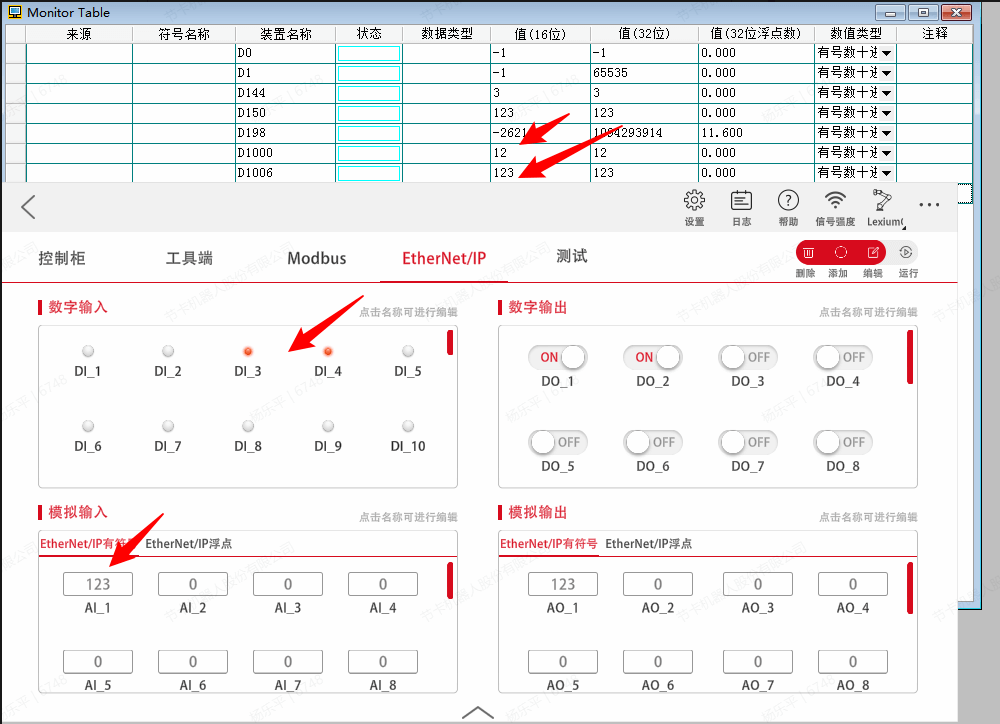 Monitor Table
来源 符号名称 装置名称 状态 数据类型 值(16位) 值(32位) 值(32位浮点数) 数值类型 注释
D0 -1 -1 0.000 有号数十进
D1 -1 65535 0.000 有号数十进
D144 3 3 0.000 有号数十进
D150 123 123 0.000 有号数十进
D198 -2621 11.600 有号数十进
D1000 12 12 0.000 有号数十进
D1006 123 123 0.000 有号数十进
设置 日志 帮助 信号强度 Lexium
控制柜 工具端 Modbus EtherNet/IP 测试
删除 添加 编辑 运行
数字输入 点击名称可进行编辑
DI_1 DI_2 DI_3 DI_4 DI_5
DI_6 DI_7 DI_8 DI_9 DI_10
数字输出 点击名称可进行编辑
ON ON OFF OFF
DO_1 DO_2 DO_3 DO_4
OFF OFF OFF OFF
DO_5 DO_6 DO_7 DO_8
模拟输入 点击名称可进行编辑
EtherNet/IP有符 EtherNet/IP浮点
123 0 0 0
AI_1 AI_2 AI_3 AI_4
0 0 0 0
AI_5 AI_6 AI_7 AI_8
模拟输出 点击名称可进行编辑
EtherNet/IP有符号 EtherNet/IP浮点
123 0 0 0
AO_1 AO_2 AO_3 AO_4
0 0 0 0
AO_5 AO_6 AO_7 AO_8